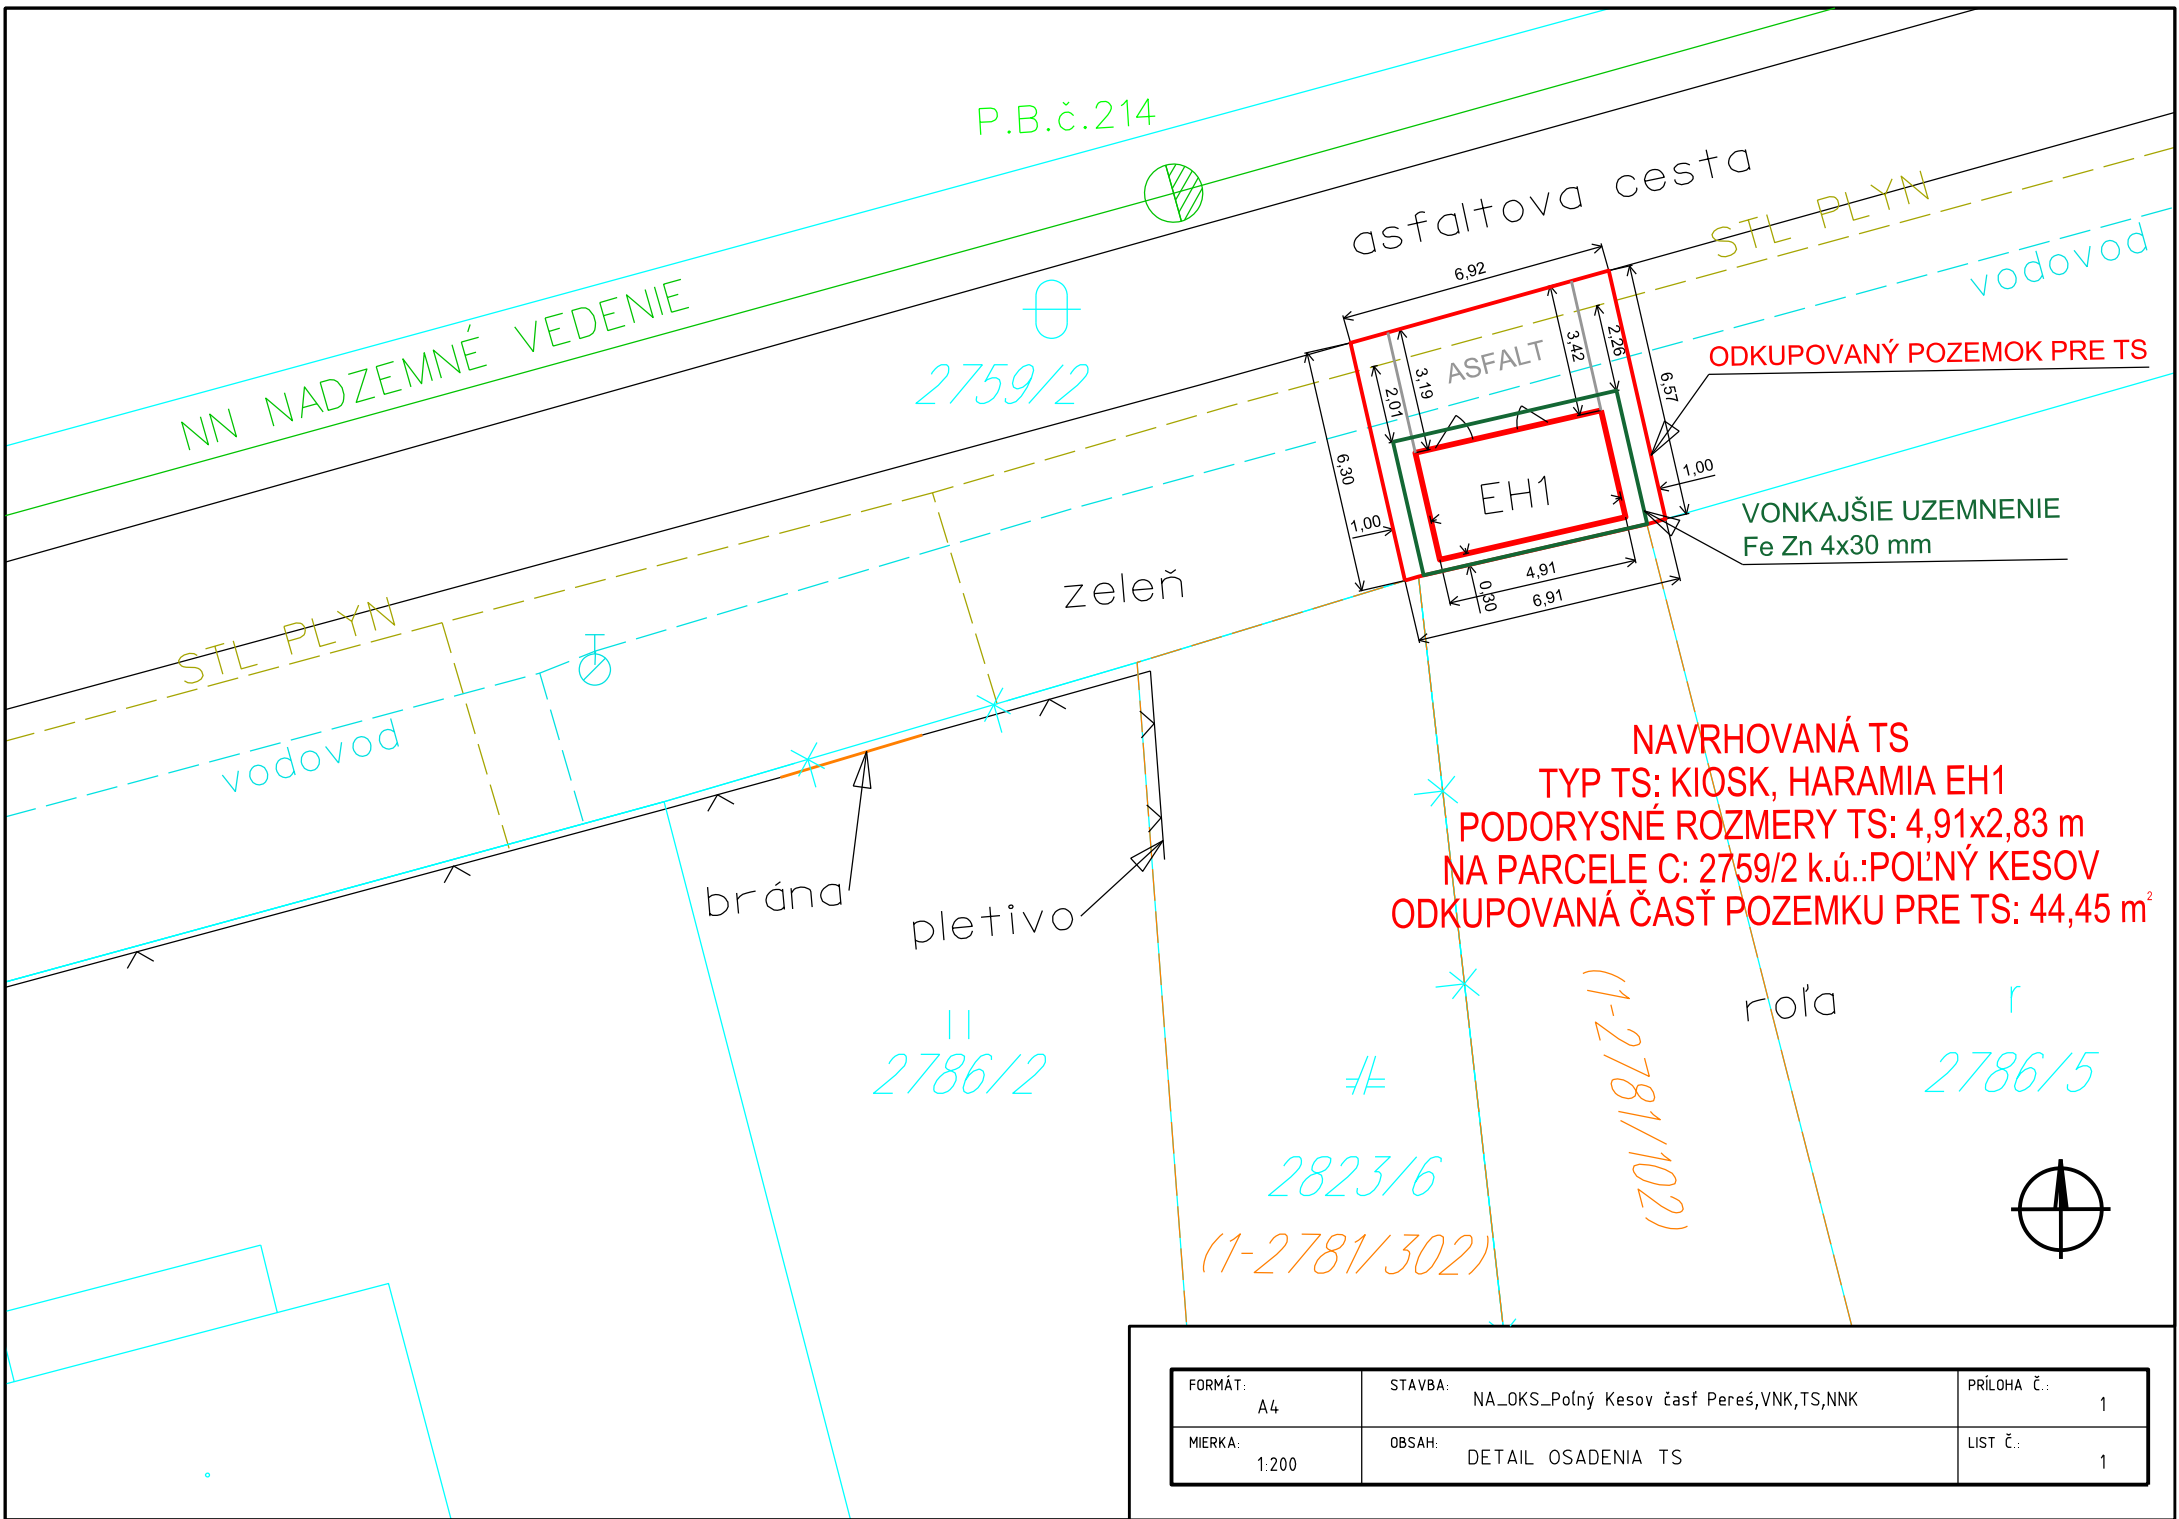 P.B.č.214
asfaltova cesta
STL PLYN
vodovod
NN NADZEMNÉ VEDENIE
2759/2
6,92
2,26
3,42
ASFALT
3,19
2,01
6,57
ODKUPOVANÝ POZEMOK PRE TS
6,30
1,00
1,00
EH1
VONKAJŠIE UZEMNENIE
Fe Zn 4x30 mm
4,91
0,30
6,91
zeleň
STL PLYN
vodovod
NAVRHOVANÁ TS
TYP TS: KIOSK, HARAMIA EH1
PODORYSNÉ ROZMERY TS: 4,91x2,83 m
NA PARCELE C: 2759/2 k.ú.:POĽNÝ KESOV
ODKUPOVANÁ ČASŤ POZEMKU PRE TS: 44,45 m²
brána
pletivo
roľa
r
2786/2
2786/5
2823/6
(1-2781/302)
(1-2781/102)
FORMÁT:
A4
STAVBA:
NA_OKS_Poľný Kesov časť Pereš,VNK,TS,NNK
PRÍLOHA Č.:
1
MIERKA:
1:200
OBSAH:
DETAIL OSADENIA TS
LIST Č.:
1